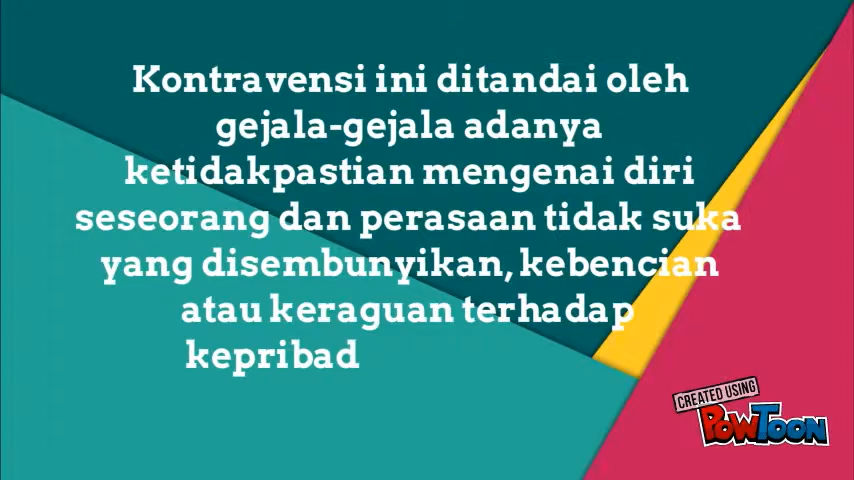 Kontravensi ini ditandai oleh
gejala-gejala adanya
ketidakpastian mengenai diri
seseorang dan perasaan tidak suka
yang disembunyikan, kebencian
atau keraguan terhadap
kepribad
CREATED USING
POWTOON